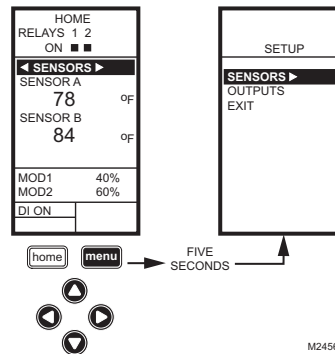 HOME
RELAYS 1 2
ON ■ ■
◄ SENSORS ►
SENSOR A
78 ºF
SENSOR B
84 ºF
MOD1 40%
MOD2 60%
DI ON
home menu
FIVE
SECONDS
SETUP
SENSORS ►
OUTPUTS
EXIT